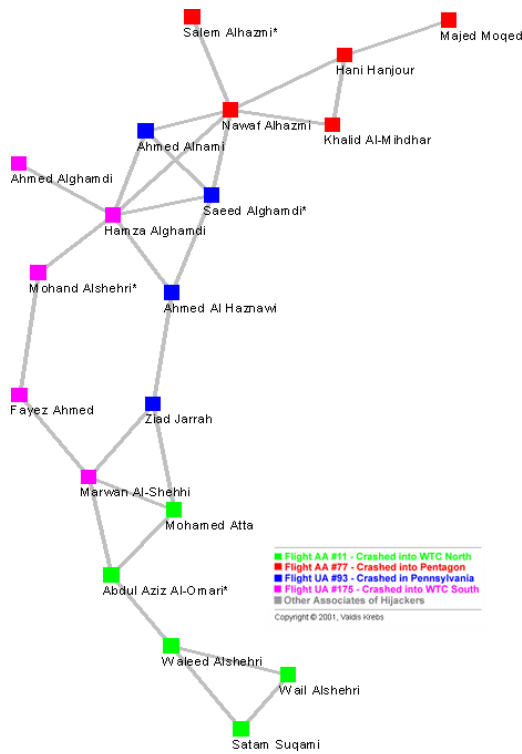 Salem Alhazmi*
Majed Moqed
Hani Hanjour
Nawaf Alhazmi
Khalid Al-Mihdhar
Ahmed Alnami
Ahmed Alghamdi
Saeed Alghamdi*
Hamza Alghamdi
Mohand Alshehri*
Ahmed Al Haznawi
Fayez Ahmed
Ziad Jarrah
Marwan Al-Shehhi
Mohamed Atta
Abdul Aziz Al-Omari*
Waleed Alshehri
Wail Alshehri
Satam Suqami
Flight AA #11 - Crashed into WTC North
Flight AA #77 - Crashed into Pentagon
Flight UA #93 - Crashed in Pennsylvania
Flight UA #175 - Crashed into WTC South
Other Associates of Hijackers
Copyright © 2001, Valdis Krebs